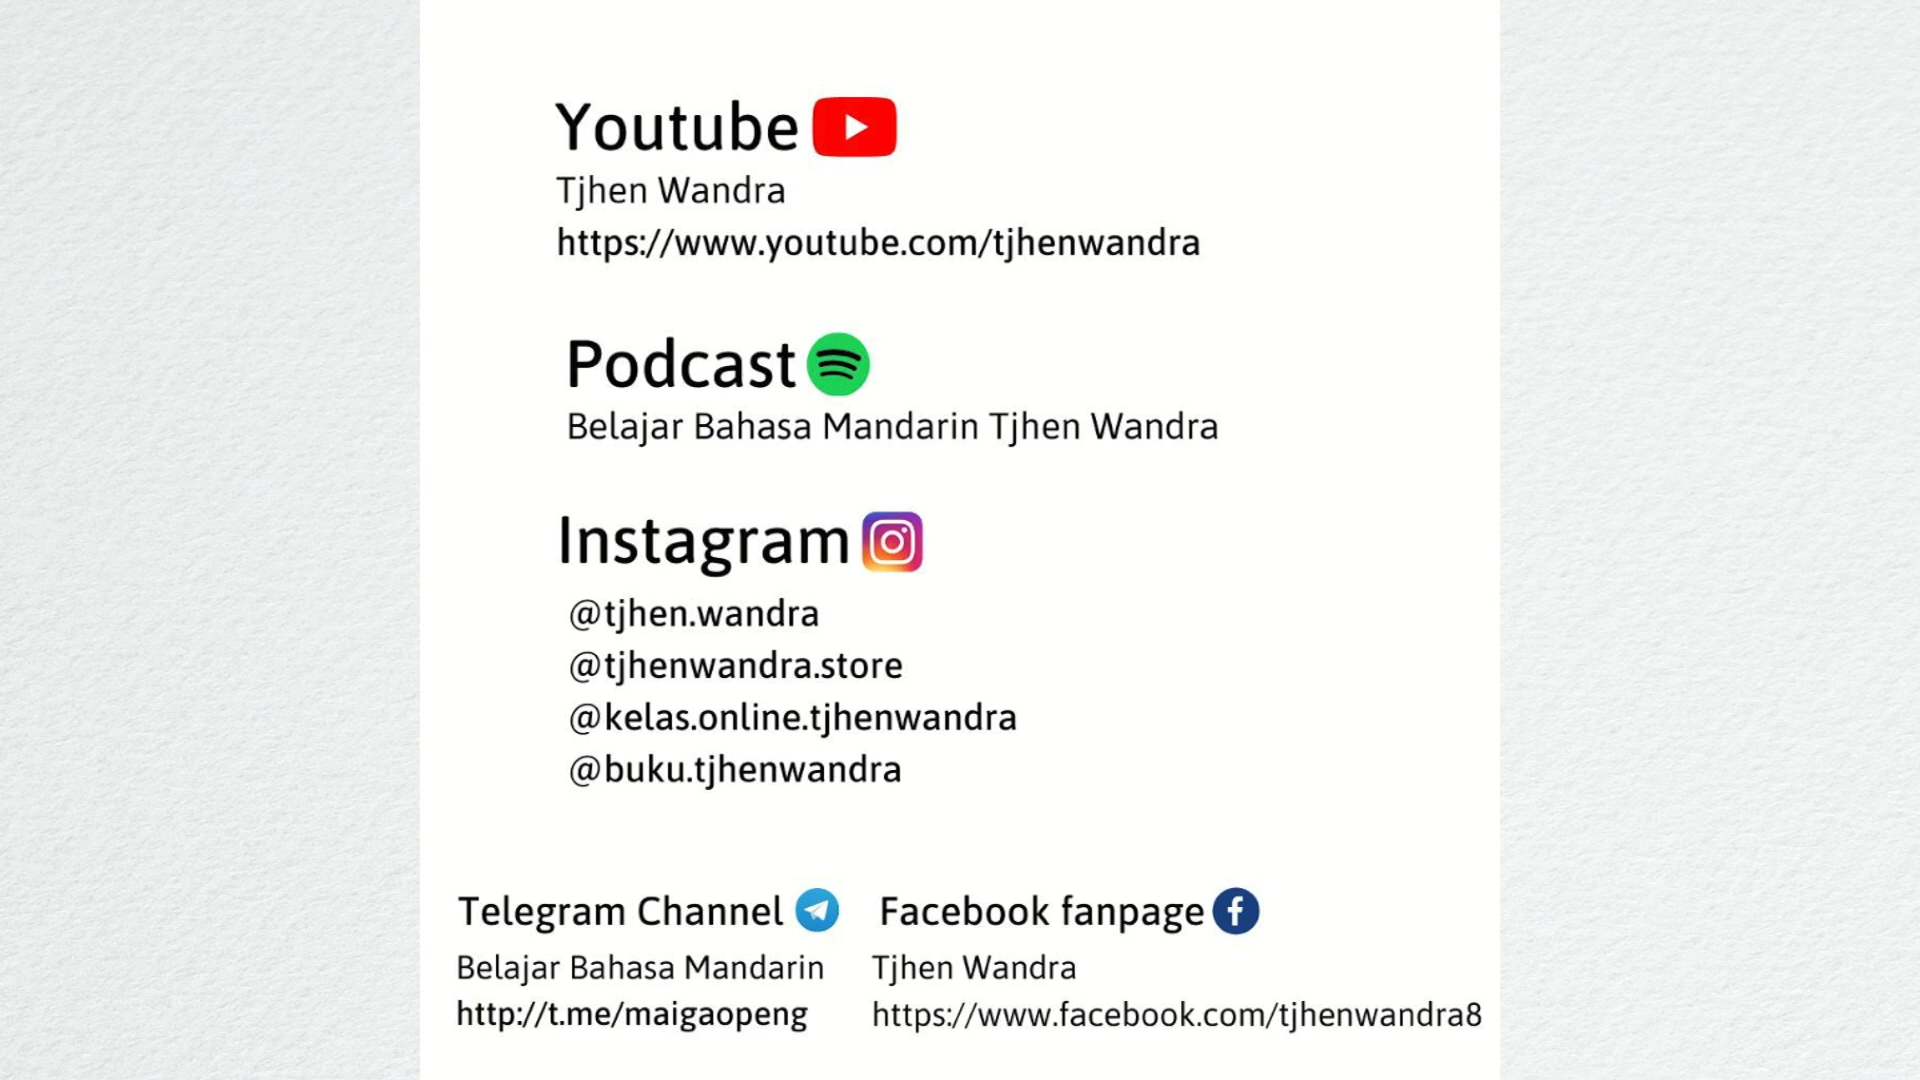 Youtube
Tjhen Wandra
https://www.youtube.com/tjhenwandra
Podcast
Belajar Bahasa Mandarin Tjhen Wandra
Instagram
@tjhen.wandra
@tjhenwandra.store
@kelas.online.tjhenwandra
@buku.tjhenwandra
Telegram Channel
Belajar Bahasa Mandarin
http://t.me/maigaopeng
Facebook fanpage
Tjhen Wandra
https://www.facebook.com/tjhenwandra8